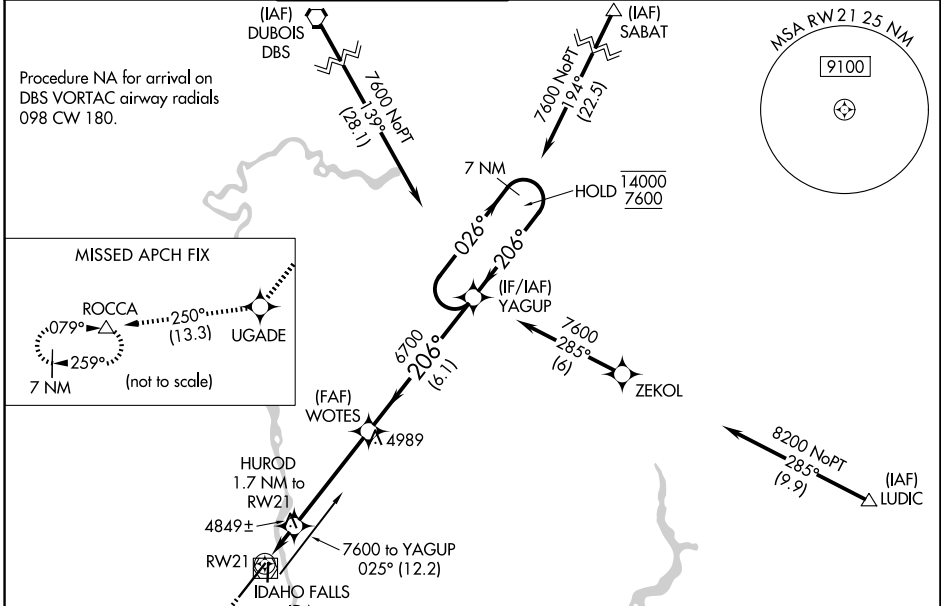 (IAF)
DUBOIS
DBS
(IAF)
SABAT
MSA RW 21 25 NM
9100
Procedure NA for arrival on
DBS VORTAC airway radials
098 CW 180.
7600 NoPT
139°
(28.1)
7600 NoPT
194°
(22.5)
7 NM
HOLD
14000
7600
026°
206°
(IF/IAF)
YAGUP
MISSED APCH FIX
ROCCA
079°
259°
7 NM
250°
(13.3)
UGADE
(not to scale)
6700
206°
(6.1)
7600
285°
(6)
ZEKOL
(FAF)
WOTES
4989
8200 NoPT
285°
(9.9)
(IAF)
LUDIC
HUROD
1.7 NM to
RW21
4849±
7600 to YAGUP
025° (12.2)
RW21
IDAHO FALLS